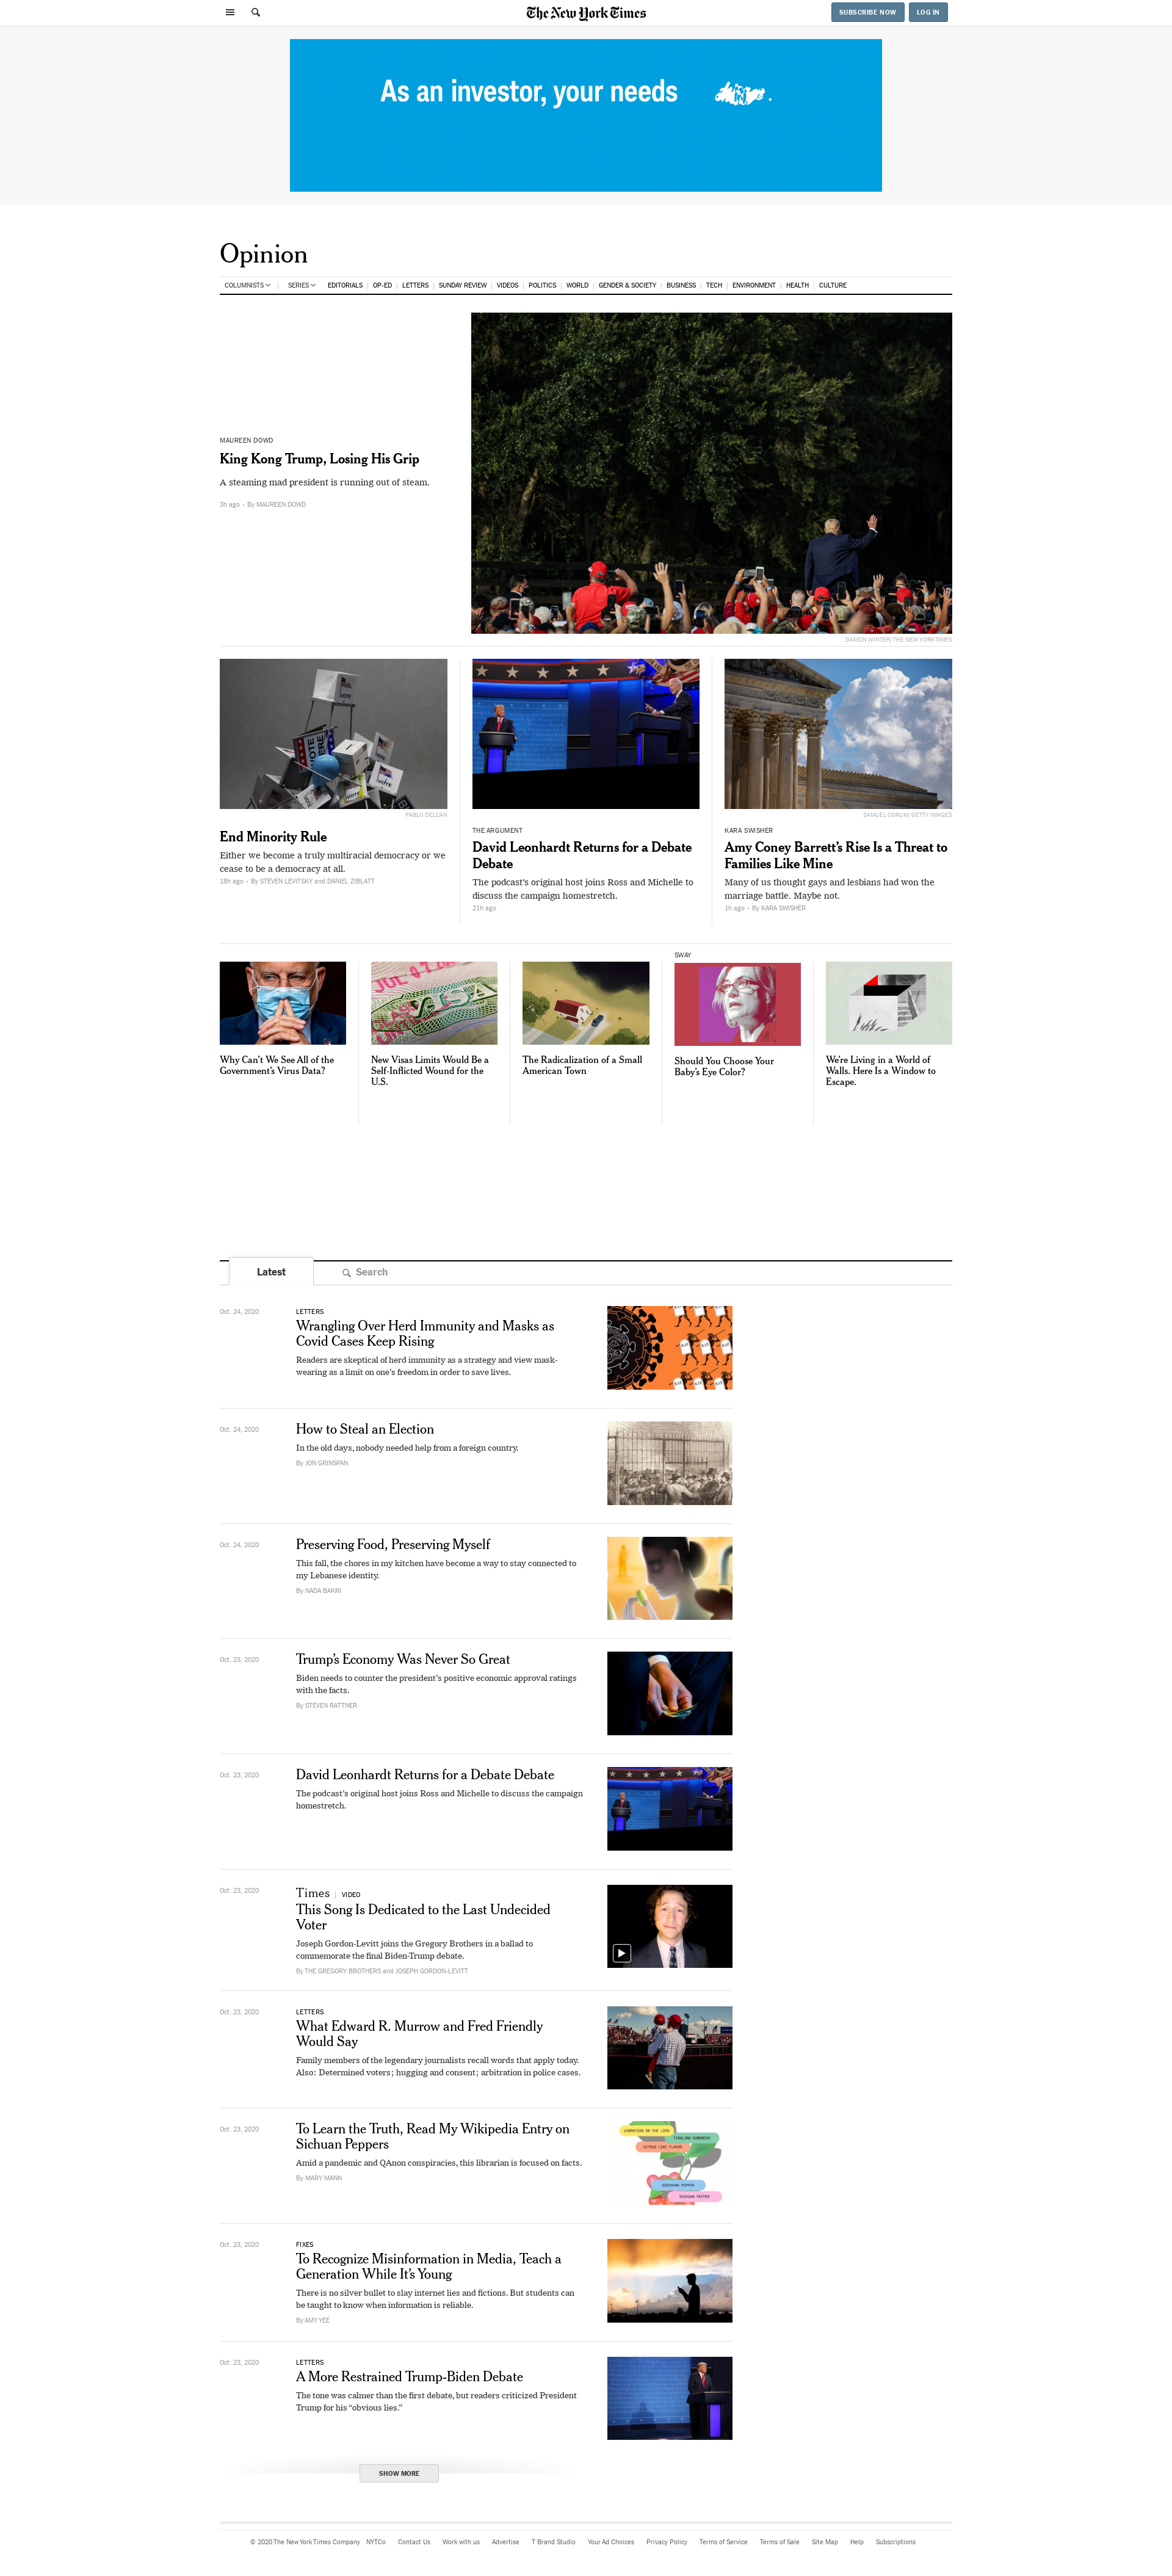 The New York Times
SUBSCRIBE NOW
LOG IN
As an investor, your needs
Opinion
COLUMNISTS
SERIES
EDITORIALS
OP-ED
LETTERS
SUNDAY REVIEW
VIDEOS
POLITICS
WORLD
GENDER & SOCIETY
BUSINESS
TECH
ENVIRONMENT
HEALTH
CULTURE
MAUREEN DOWD
King Kong Trump, Losing His Grip
A steaming mad president is running out of steam.
3h ago • By MAUREEN DOWD
DAMON WINTER/THE NEW YORK TIMES
PABLO DELCAN
End Minority Rule
Either we become a truly multiracial democracy or we
cease to be a democracy at all.
18h ago • By STEVEN LEVITSKY and DANIEL ZIBLATT
THE ARGUMENT
David Leonhardt Returns for a Debate
Debate
The podcast’s original host joins Ross and Michelle to
discuss the campaign homestretch.
21h ago
SAMUEL CORUM/GETTY IMAGES
KARA SWISHER
Amy Coney Barrett’s Rise Is a Threat to
Families Like Mine
Many of us thought gays and lesbians had won the
marriage battle. Maybe not.
1h ago • By KARA SWISHER
Why Can’t We See All of the
Government’s Virus Data?
VISA
New Visas Limits Would Be a
Self-Inflicted Wound for the
U.S.
The Radicalization of a Small
American Town
SWAY
Should You Choose Your
Baby’s Eye Color?
We’re Living in a World of
Walls. Here Is a Window to
Escape.
Latest
Search
Oct. 24, 2020
LETTERS
Wrangling Over Herd Immunity and Masks as
Covid Cases Keep Rising
Readers are skeptical of herd immunity as a strategy and view mask-
wearing as a limit on one’s freedom in order to save lives.
Oct. 24, 2020
How to Steal an Election
In the old days, nobody needed help from a foreign country.
By JON GRINSPAN
Oct. 24, 2020
Preserving Food, Preserving Myself
This fall, the chores in my kitchen have become a way to stay connected to
my Lebanese identity.
By NADA BAKRI
Oct. 23, 2020
Trump’s Economy Was Never So Great
Biden needs to counter the president’s positive economic approval ratings
with the facts.
By STEVEN RATTNER
Oct. 23, 2020
David Leonhardt Returns for a Debate Debate
The podcast’s original host joins Ross and Michelle to discuss the campaign
homestretch.
Oct. 23, 2020
Times | VIDEO
This Song Is Dedicated to the Last Undecided
Voter
Joseph Gordon-Levitt joins the Gregory Brothers in a ballad to
commemorate the final Biden-Trump debate.
By THE GREGORY BROTHERS and JOSEPH GORDON-LEVITT
Oct. 23, 2020
LETTERS
What Edward R. Murrow and Fred Friendly
Would Say
Family members of the legendary journalists recall words that apply today.
Also: Determined voters; hugging and consent; arbitration in police cases.
Oct. 23, 2020
To Learn the Truth, Read My Wikipedia Entry on
Sichuan Peppers
Amid a pandemic and QAnon conspiracies, this librarian is focused on facts.
By MARY MANN
VIBRATION ON THE LIPS
TINGLING NUMBNESS
CITRUS-LIKE FLAVOR
SICHUAN PEPPER
Oct. 23, 2020
FIXES
To Recognize Misinformation in Media, Teach a
Generation While It’s Young
There is no silver bullet to slay internet lies and fictions. But students can
be taught to know when information is reliable.
By AMY YEE
Oct. 23, 2020
LETTERS
A More Restrained Trump-Biden Debate
The tone was calmer than the first debate, but readers criticized President
Trump for his “obvious lies.”
SHOW MORE
© 2020 The New York Times Company
NYTCo
Contact Us
Work with us
Advertise
T Brand Studio
Your Ad Choices
Privacy Policy
Terms of Service
Terms of Sale
Site Map
Help
Subscriptions